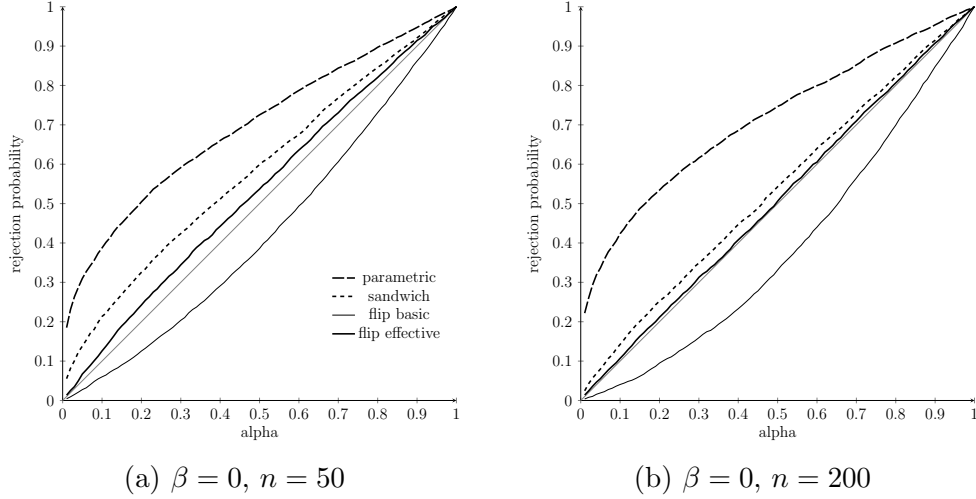 1
0.9
0.8
0.7
0.6
0.5
0.4
0.3
0.2
0.1
0
rejection probability
parametric
sandwich
flip basic
flip effective
0 0.1 0.2 0.3 0.4 0.5 0.6 0.7 0.8 0.9 1
alpha
(a) β = 0, n = 50
1
0.9
0.8
0.7
0.6
0.5
0.4
0.3
0.2
0.1
0
rejection probability
0 0.1 0.2 0.3 0.4 0.5 0.6 0.7 0.8 0.9 1
alpha
(b) β = 0, n = 200